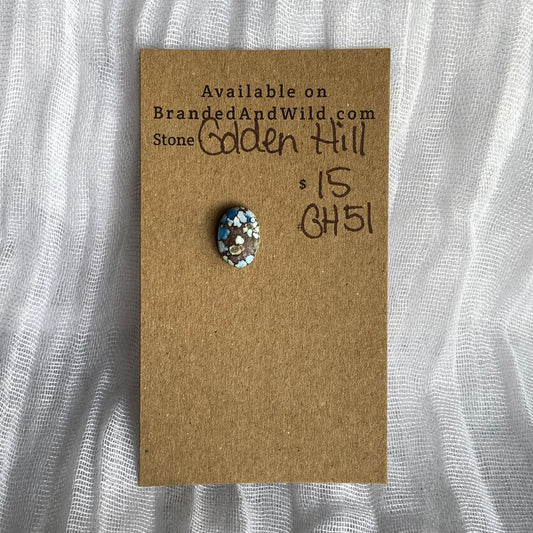 Available on
BrandedAndWild.com
Stone Golden Hill
$ 15
GH51